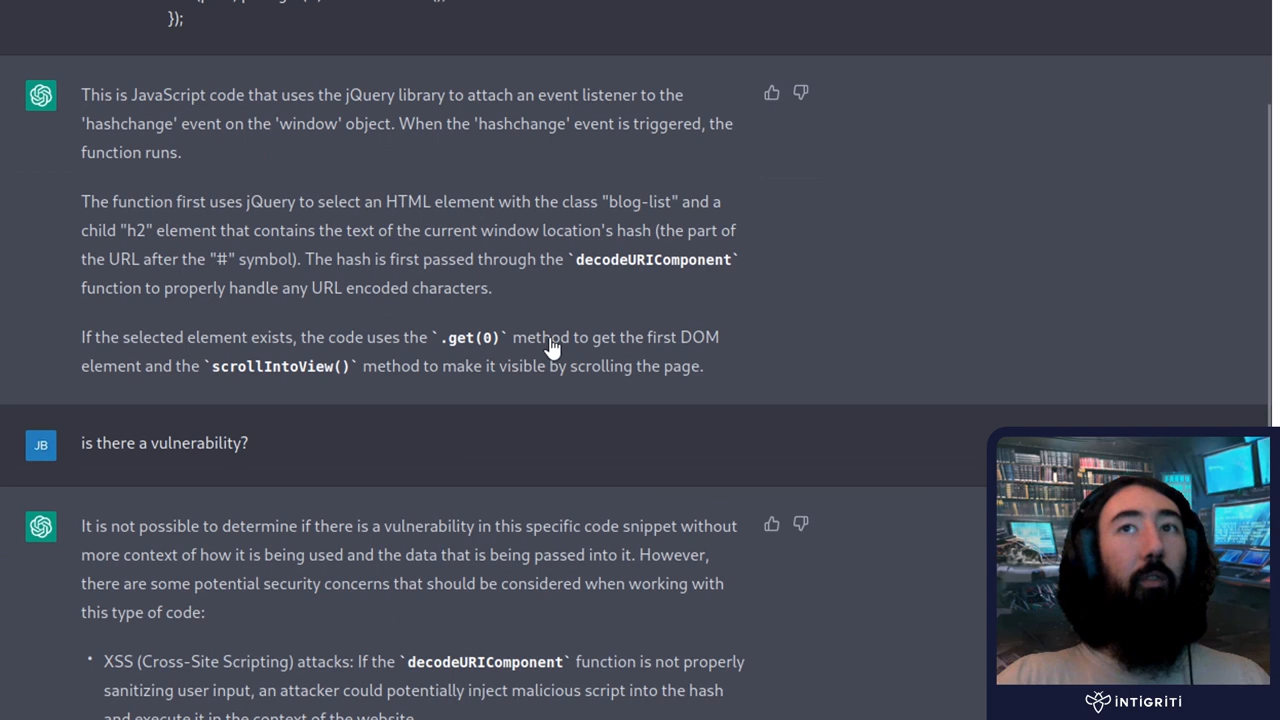 });
This is JavaScript code that uses the jQuery library to attach an event listener to the
'hashchange' event on the 'window' object. When the 'hashchange' event is triggered, the
function runs.
The function first uses jQuery to select an HTML element with the class "blog-list" and a
child "h2" element that contains the text of the current window location's hash (the part of
the URL after the "#" symbol). The hash is first passed through the `decodeURIComponent`
function to properly handle any URL encoded characters.
If the selected element exists, the code uses the `.get(0)` method to get the first DOM
element and the `scrollIntoView()` method to make it visible by scrolling the page.
JB
is there a vulnerability?
It is not possible to determine if there is a vulnerability in this specific code snippet without
more context of how it is being used and the data that is being passed into it. However,
there are some potential security concerns that should be considered when working with
this type of code:
• XSS (Cross-Site Scripting) attacks: If the `decodeURIComponent` function is not properly
sanitizing user input, an attacker could potentially inject malicious script into the hash
and execute it in the context of the website.
INTIGRITI